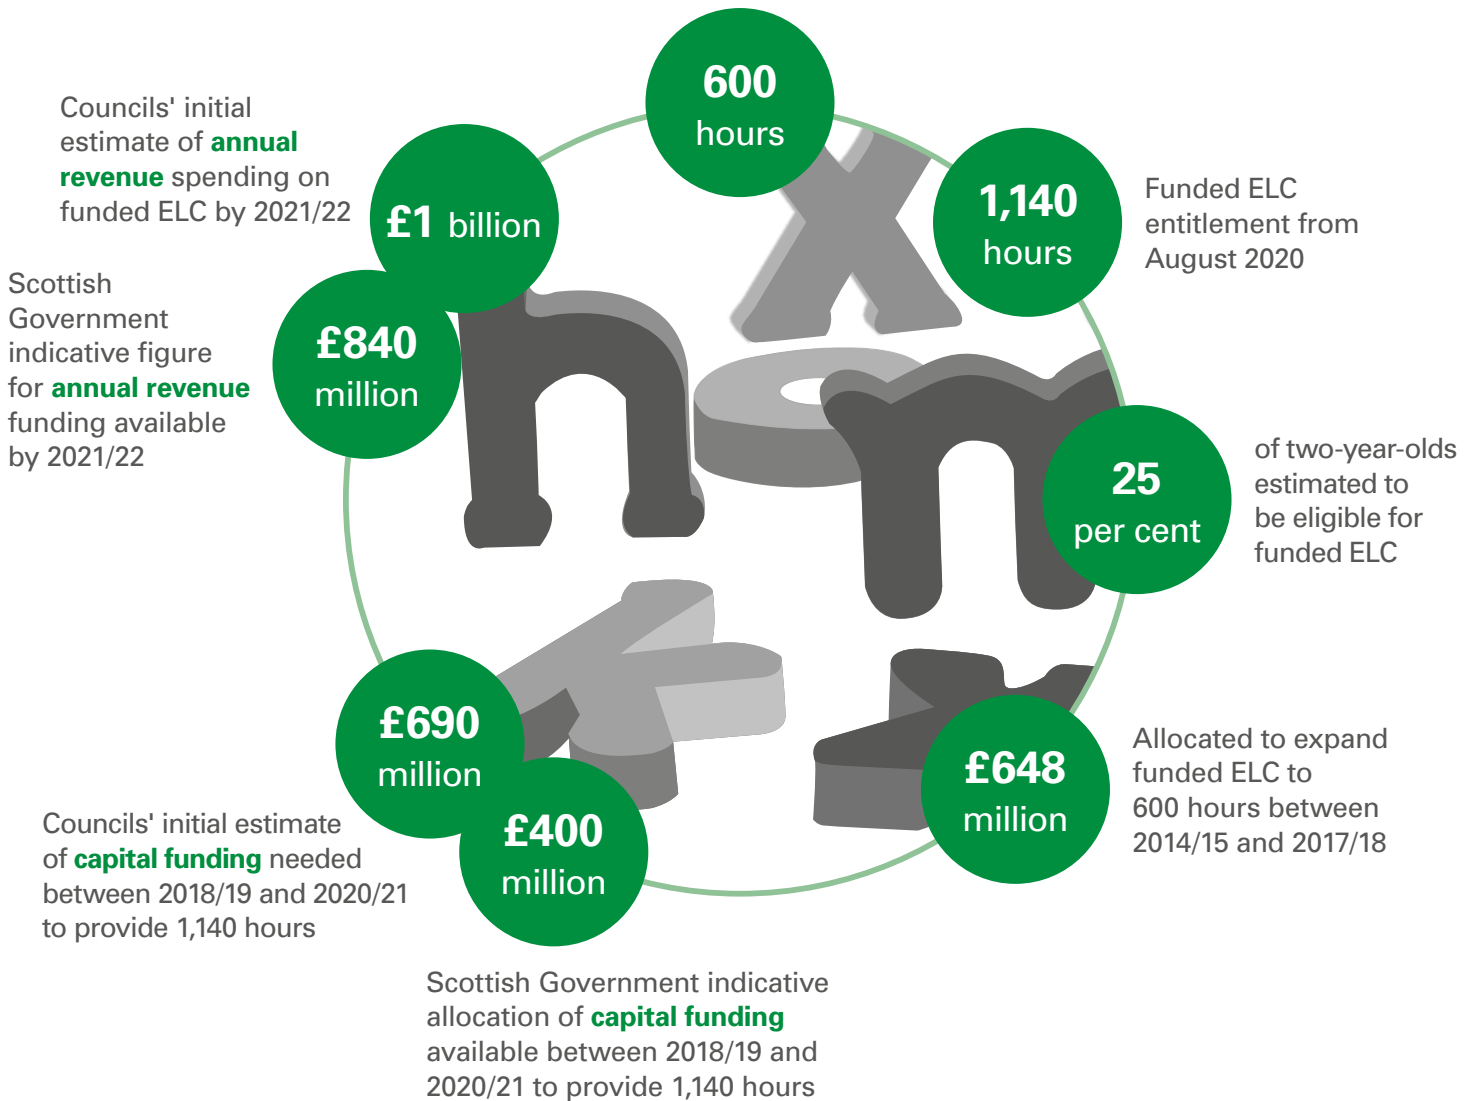 600
hours
1,140
hours
Funded ELC
entitlement from
August 2020
25
per cent
of two-year-olds
estimated to
be eligible for
funded ELC
£648
million
Allocated to expand
funded ELC to
600 hours between
2014/15 and 2017/18
£400
million
Scottish Government indicative
allocation of capital funding
available between 2018/19 and
2020/21 to provide 1,140 hours
£690
million
Councils' initial estimate
of capital funding needed
between 2018/19 and 2020/21
to provide 1,140 hours
£840
million
Scottish
Government
indicative figure
for annual revenue
funding available
by 2021/22
£1 billion
Councils' initial
estimate of annual
revenue spending on
funded ELC by 2021/22